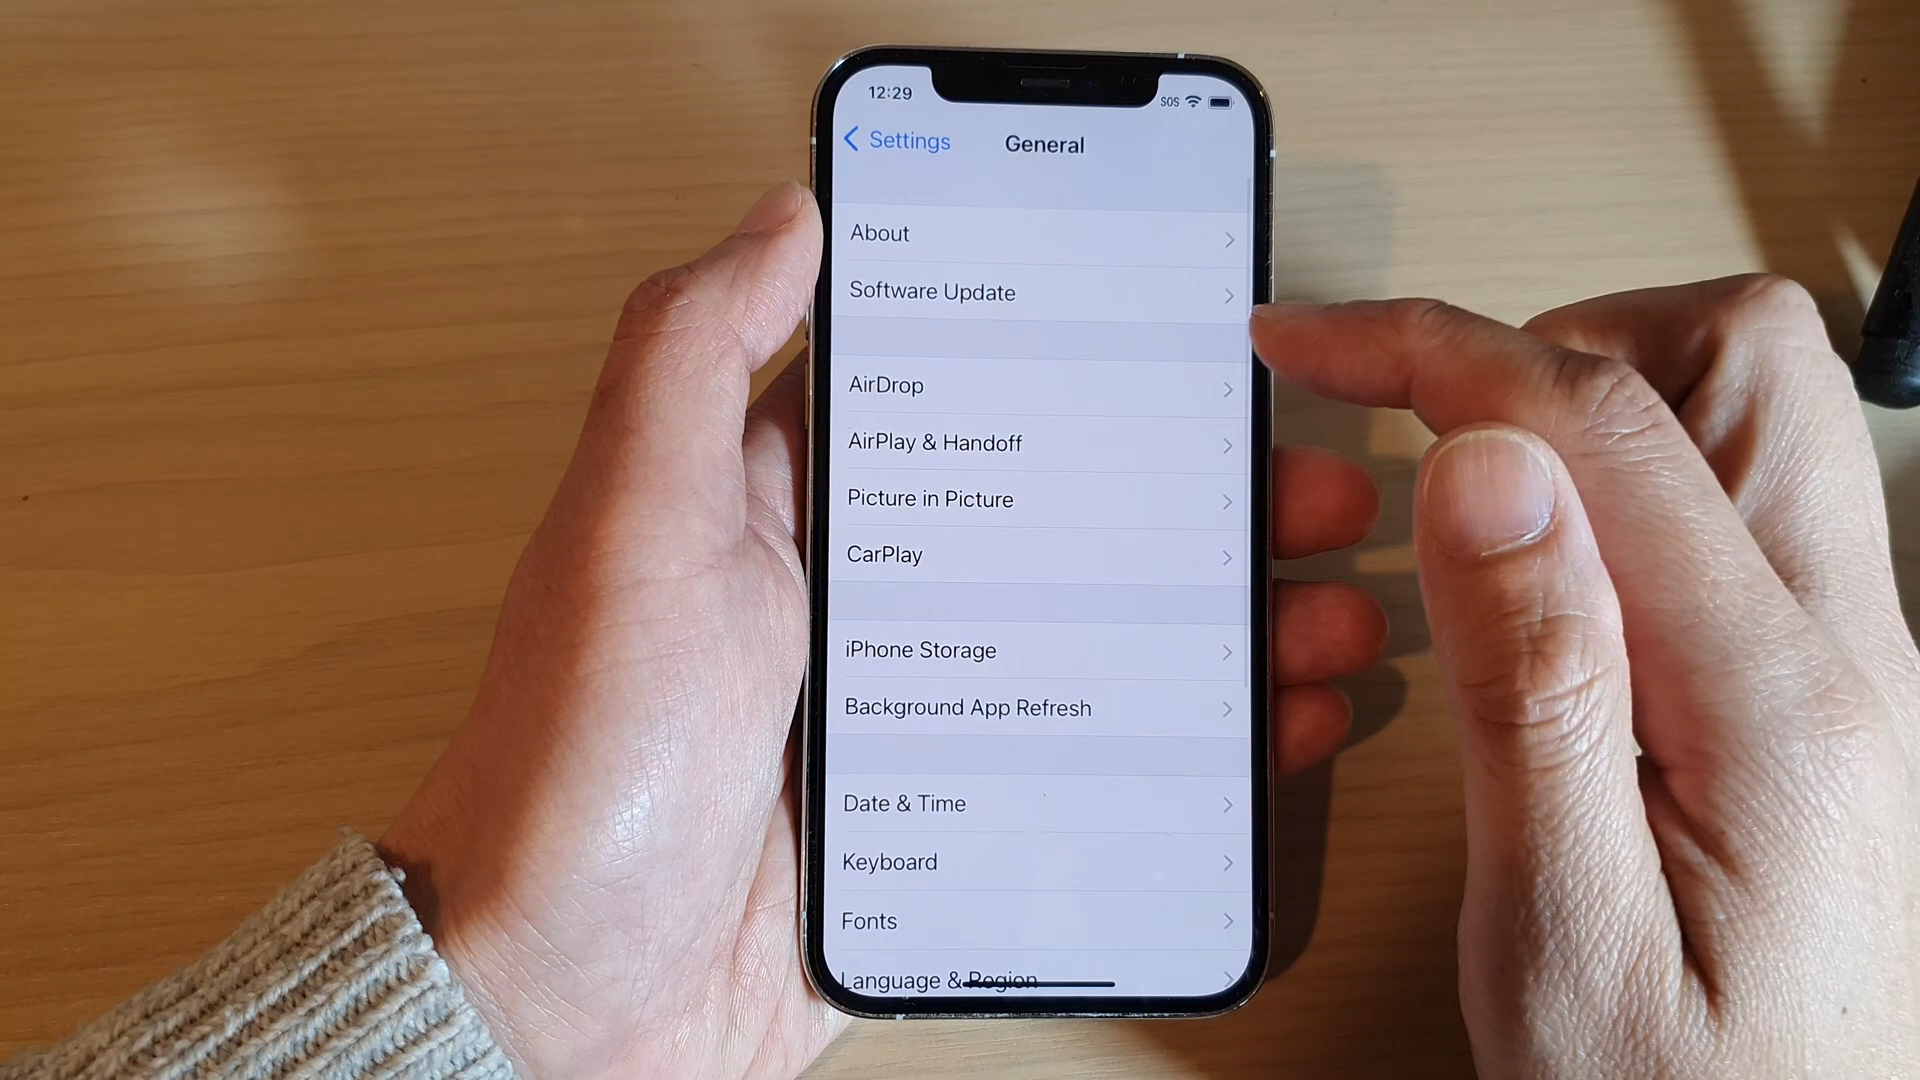 12:29
SOS
Settings
General
About
Software Update
AirDrop
AirPlay & Handoff
Picture in Picture
CarPlay
iPhone Storage
Background App Refresh
Date & Time
Keyboard
Fonts
Language & Region